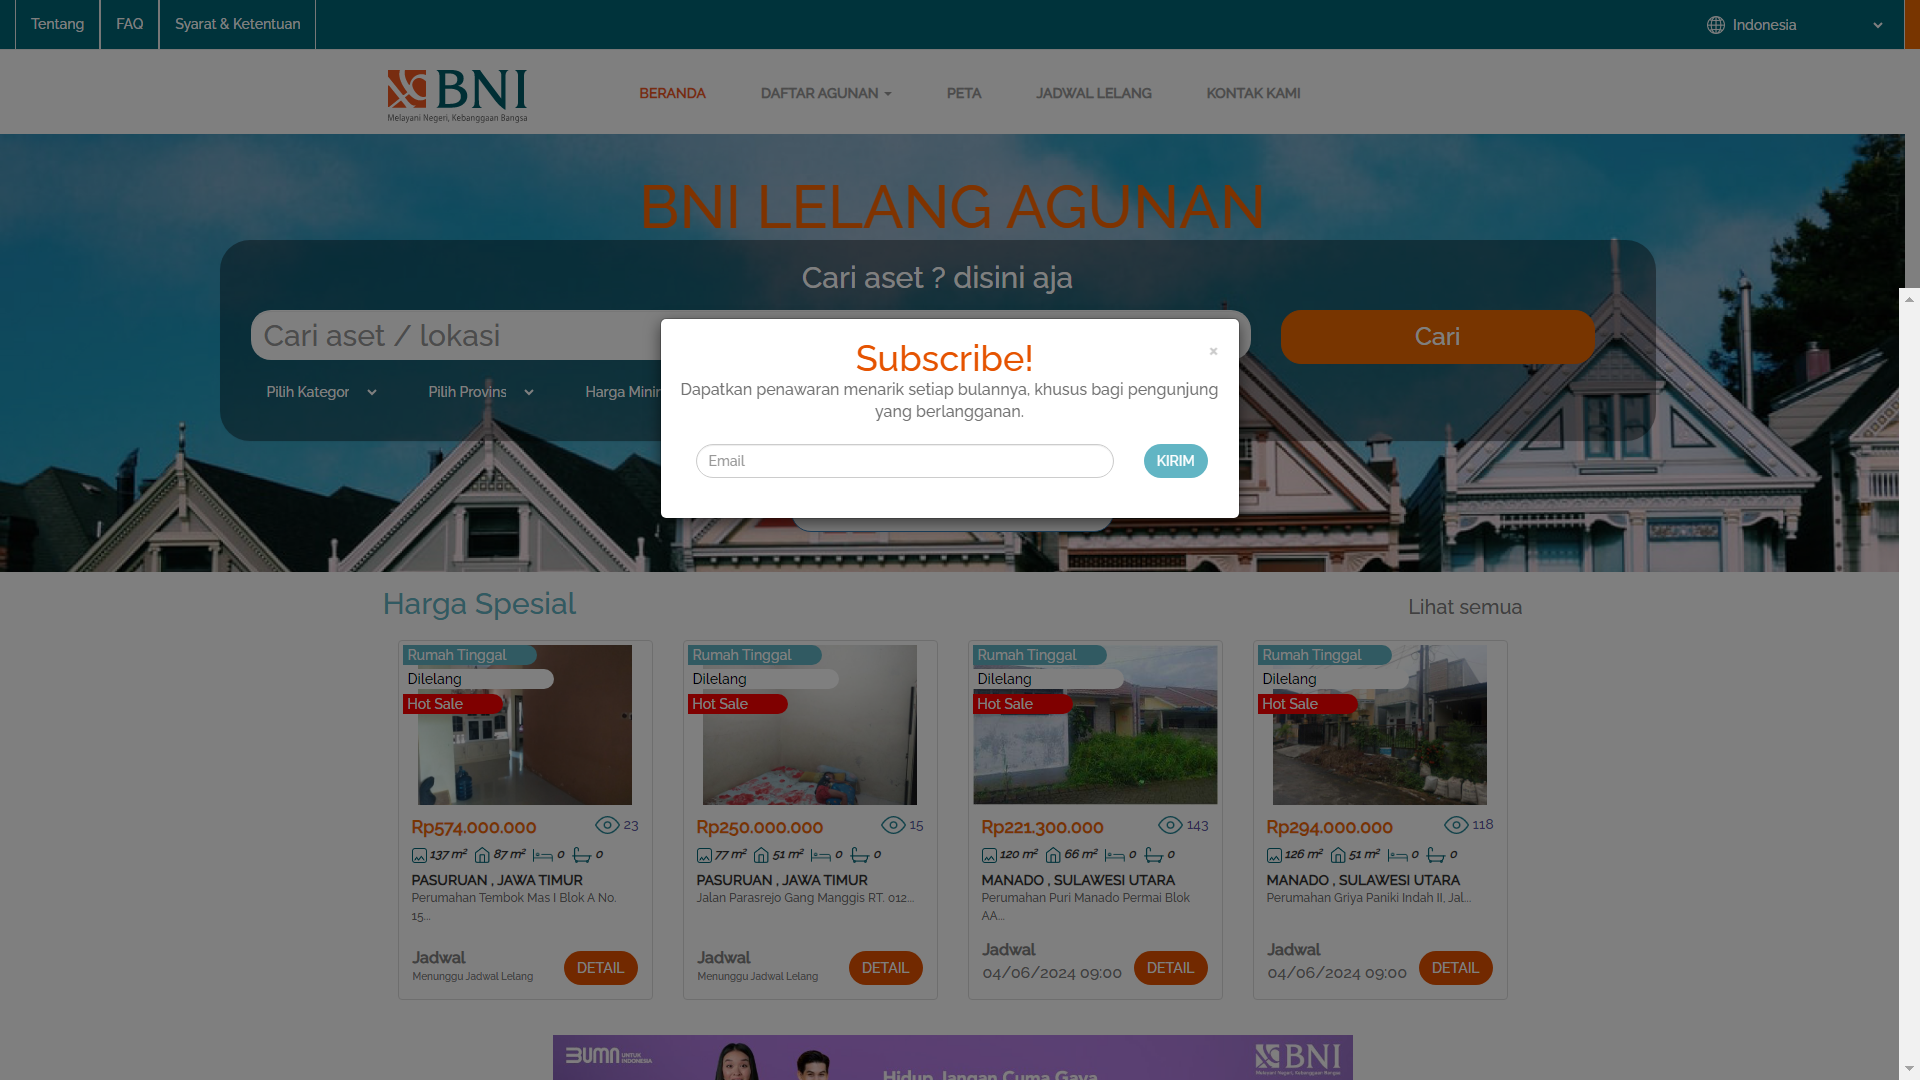 Tentang
FAQ
Syarat & Ketentuan
Indonesia
BNI
Melayani Negeri, Kebanggaan Bangsa
BERANDA
DAFTAR AGUNAN
PETA
JADWAL LELANG
KONTAK KAMI
BNI LELANG AGUNAN
Cari aset ? disini aja
Cari aset / lokasi
Cari
Pilih Kategor
Pilih Provins
Harga Minin
Subscribe!
×
Dapatkan penawaran menarik setiap bulannya, khusus bagi pengunjung
yang berlangganan.
Email
KIRIM
Harga Spesial
Lihat semua
Rumah Tinggal
Dilelang
Hot Sale
Rp574.000.000
23
137 m² 87 m² 0 0
PASURUAN , JAWA TIMUR
Perumahan Tembok Mas I Blok A No.
15...
Jadwal
Menunggu Jadwal Lelang
DETAIL
Rumah Tinggal
Dilelang
Hot Sale
Rp250.000.000
15
77 m² 51 m² 0 0
PASURUAN , JAWA TIMUR
Jalan Parasrejo Gang Manggis RT. 012...
Jadwal
Menunggu Jadwal Lelang
DETAIL
Rumah Tinggal
Dilelang
Hot Sale
Rp221.300.000
143
120 m² 66 m² 0 0
MANADO , SULAWESI UTARA
Perumahan Puri Manado Permai Blok
AA...
Jadwal
04/06/2024 09:00
DETAIL
Rumah Tinggal
Dilelang
Hot Sale
Rp294.000.000
118
126 m² 51 m² 0 0
MANADO , SULAWESI UTARA
Perumahan Griya Paniki Indah II, Jal...
Jadwal
04/06/2024 09:00
DETAIL
BUMN UNTUK
INDONESIA
BNI
Melayani Negeri, Kebanggaan Bangsa
Hidup Jangan Cuma Gaya